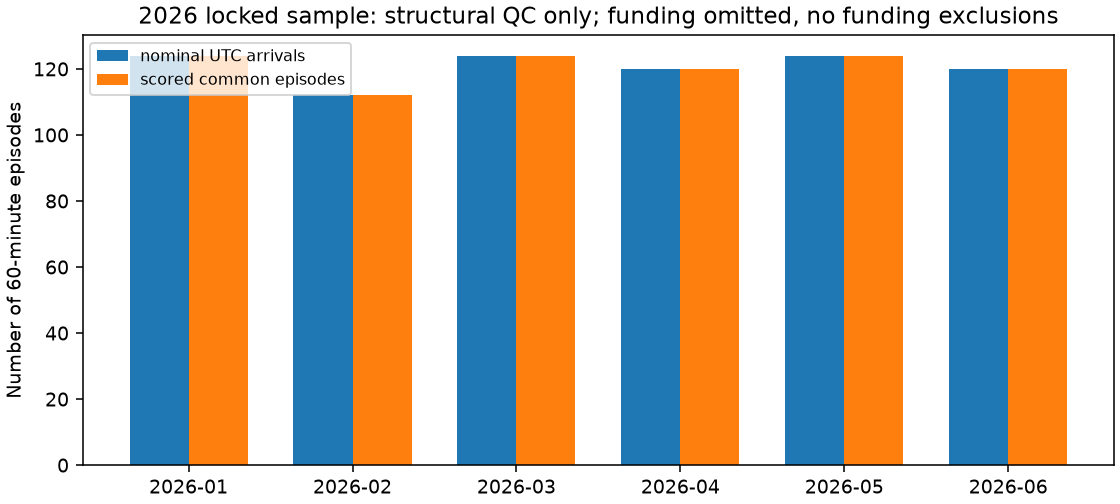 2026 locked sample: structural QC only; funding omitted, no funding exclusions
nominal UTC arrivals
scored common episodes
Number of 60-minute episodes
120
100
80
60
40
20
0
2026-01 2026-02 2026-03 2026-04 2026-05 2026-06